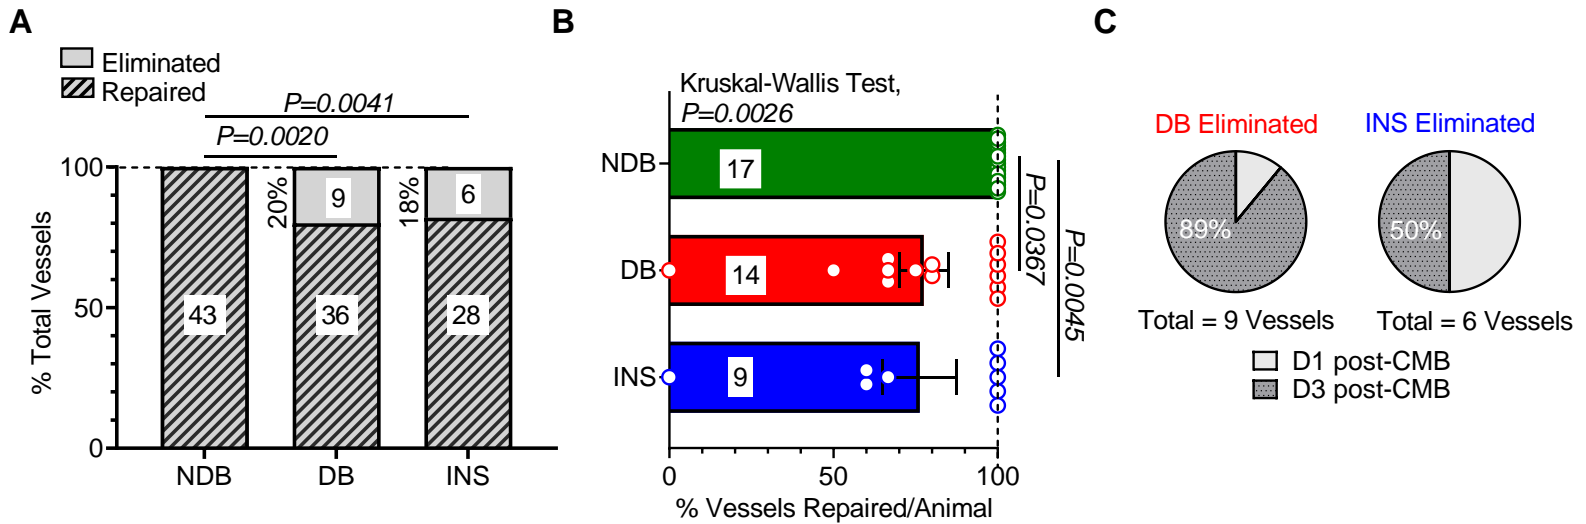 A
Eliminated
Repaired
P=0.0041
P=0.0020
% Total Vessels
100
50
0
20%
18%
9
6
43
36
28
NDB
DB
INS
B
Kruskal-Wallis Test,
P=0.0026
NDB
17
DB
14
INS
9
P=0.0367
P=0.0045
0
50
100
% Vessels Repaired/Animal
C
DB Eliminated
INS Eliminated
89%
50%
Total = 9 Vessels
Total = 6 Vessels
D1 post-CMB
D3 post-CMB